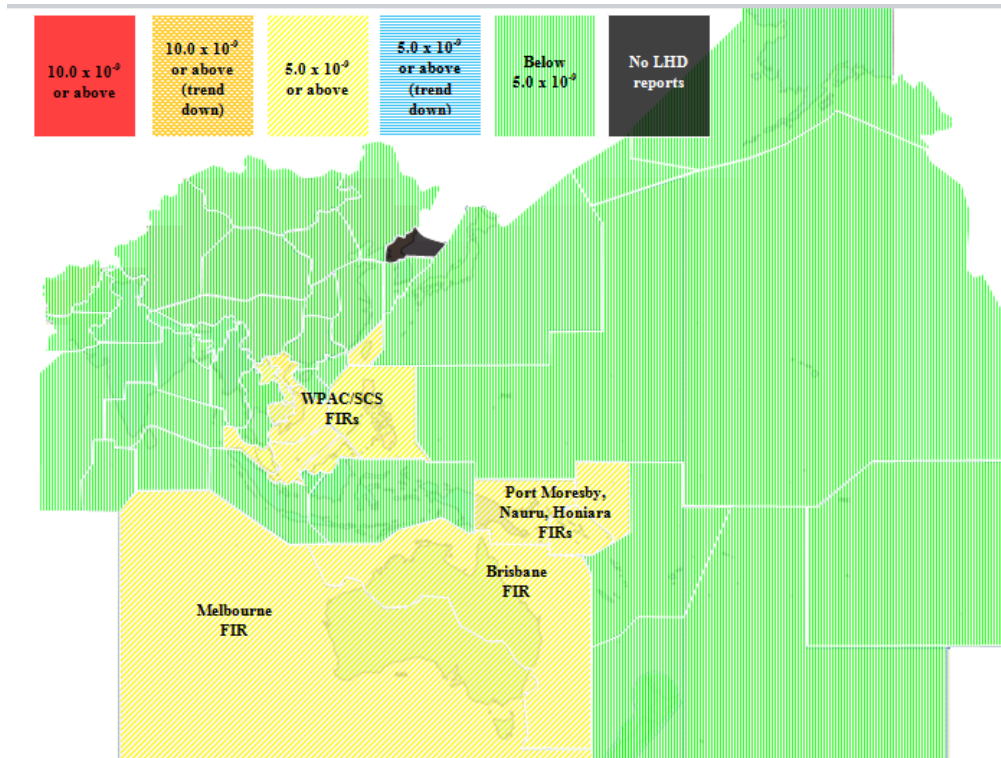 10.0 x 10⁻⁹
or above
10.0 x 10⁻⁹
or above
(trend
down)
5.0 x 10⁻⁹
or above
5.0 x 10⁻⁹
or above
(trend
down)
Below
5.0 x 10⁻⁹
No LHD
reports
WPAC/SCS
FIRs
Port Moresby,
Nauru, Honiara
FIRs
Brisbane
FIR
Melbourne
FIR